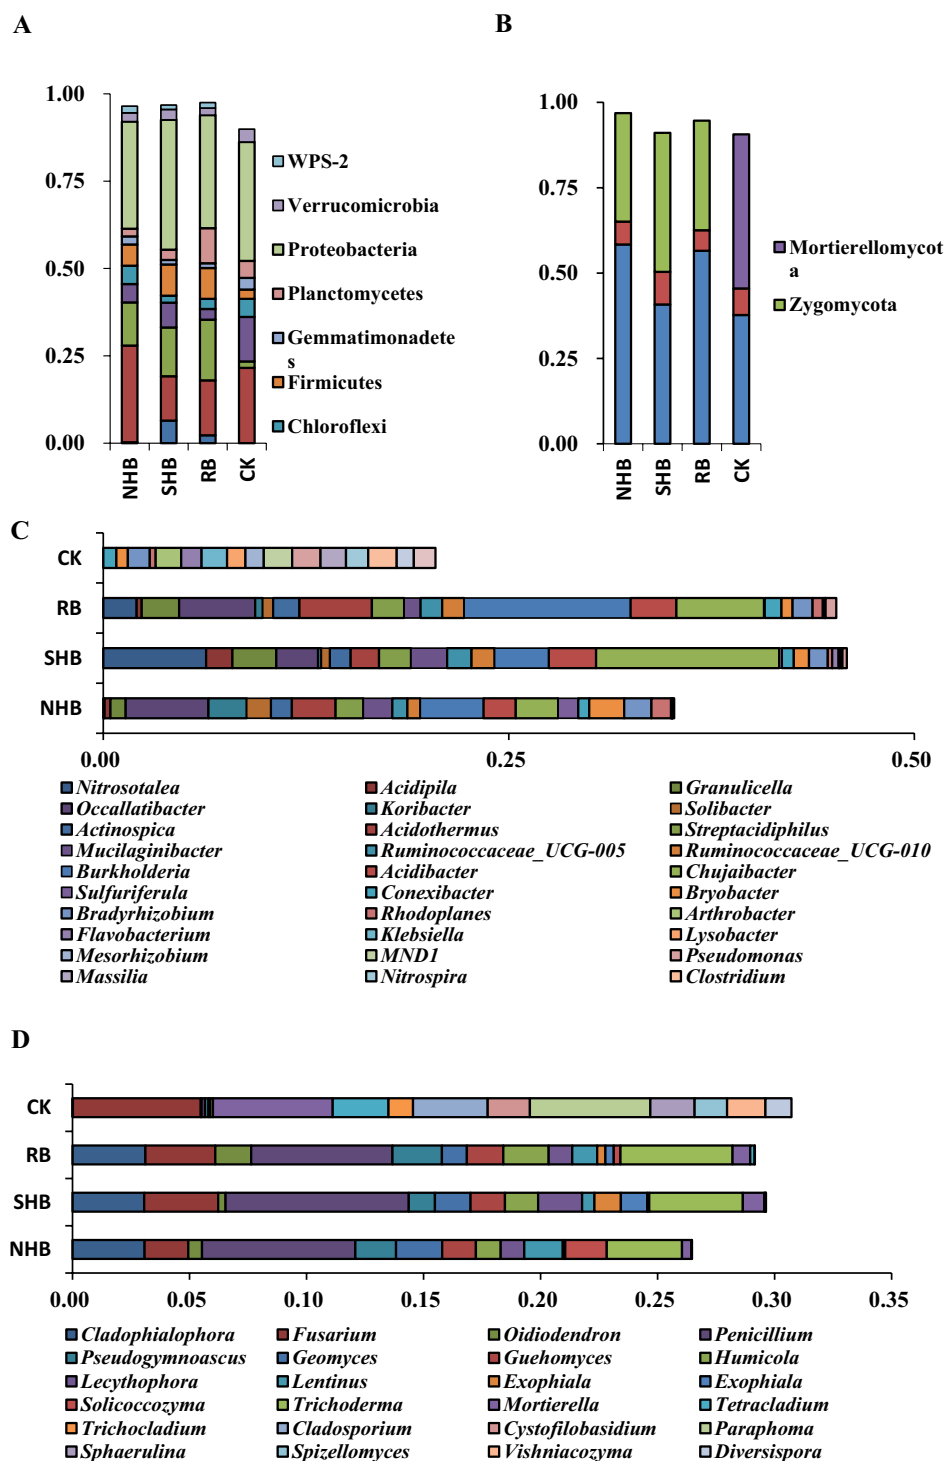 A
B
1.00
0.75
0.50
0.25
0.00
NHB
SHB
RB
CK
WPS-2
Verrucomicrobia
Proteobacteria
Planctomycetes
Gemmatimonadete
s
Firmicutes
Chloroflexi
1.00
0.75
0.50
0.25
0.00
NHB
SHB
RB
CK
Mortierellomycot
a
Zygomycota
C
CK
RB
SHB
NHB
0.00 0.25 0.50
Nitrosotalea Acidipila Granulicella
Occallatibacter Koribacter Solibacter
Actinospica Acidothermus Streptacidiphilus
Mucilaginibacter Ruminococcaceae_UCG-005 Ruminococcaceae_UCG-010
Burkholderia Acidibacter Chujaibacter
Sulfuriferula Conexibacter Bryobacter
Bradyrhizobium Rhodoplanes Arthrobacter
Flavobacterium Klebsiella Lysobacter
Mesorhizobium MND1 Pseudomonas
Massilia Nitrospira Clostridium
D
CK
RB
SHB
NHB
0.00 0.05 0.10 0.15 0.20 0.25 0.30 0.35
Cladophialophora Fusarium Oidiodendron Penicillium
Pseudogymnoascus Geomyces Guehomyces Humicola
Lecythophora Lentinus Exophiala Exophiala
Solicoccozyma Trichoderma Mortierella Tetracladium
Trichocladium Cladosporium Cystofilobasidium Paraphoma
Sphaerulina Spizellomyces Vishniacozyma Diversispora